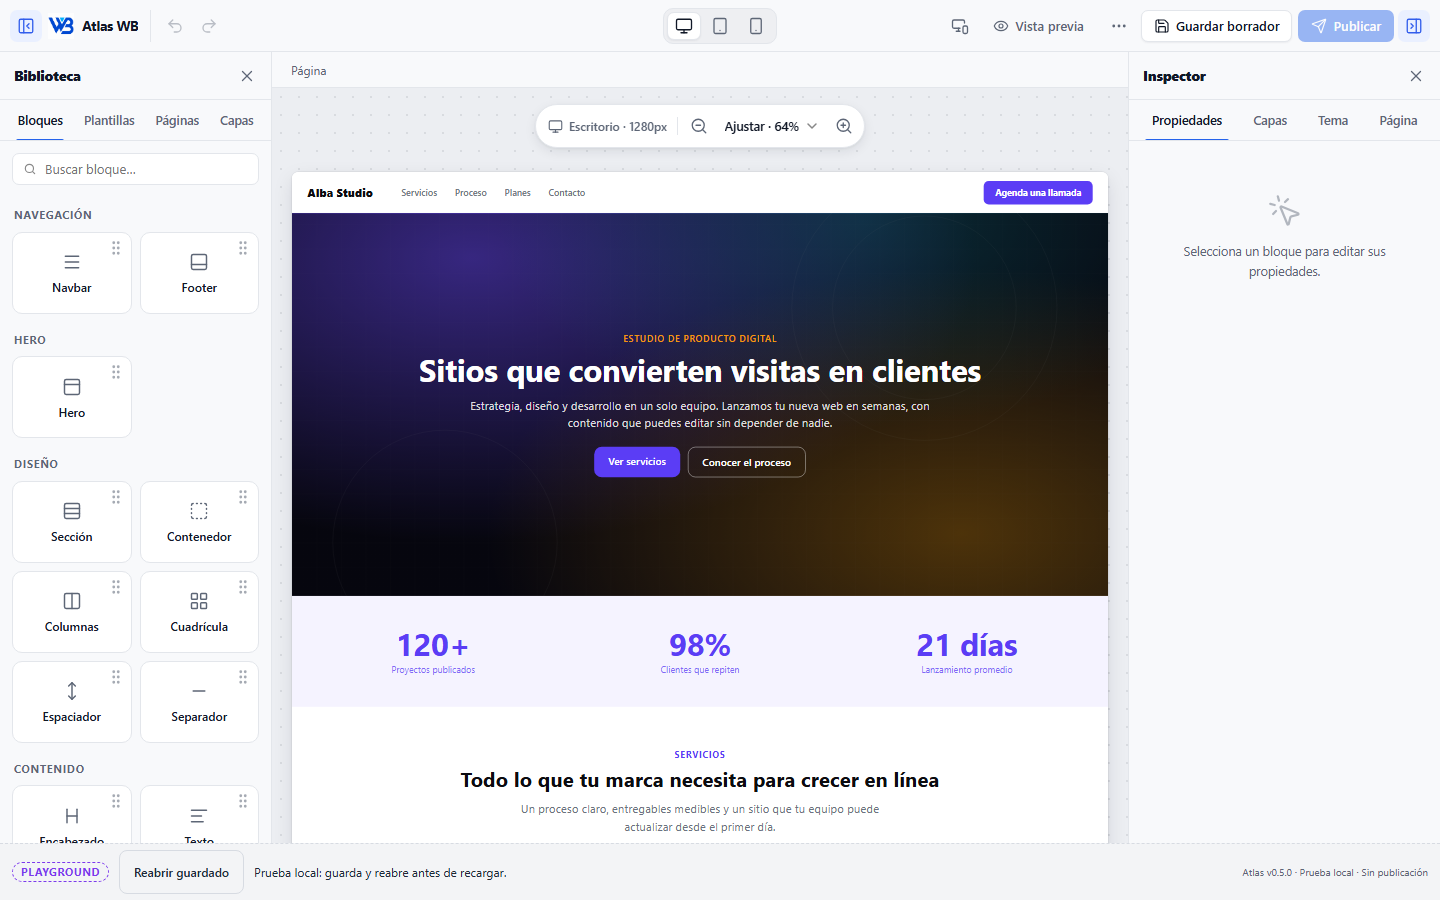 Atlas WB
Vista previa
Guardar borrador
Publicar
Biblioteca
Bloques
Plantillas
Páginas
Capas
Buscar bloque...
NAVEGACIÓN
Navbar
Footer
HERO
Hero
DISEÑO
Sección
Contenedor
Columnas
Cuadrícula
Espaciador
Separador
CONTENIDO
Encabezado
Texto
Página
Escritorio · 1280px
Ajustar · 64%
Alba Studio
Servicios
Proceso
Planes
Contacto
Agenda una llamada
ESTUDIO DE PRODUCTO DIGITAL
Sitios que convierten visitas en clientes
Estrategia, diseño y desarrollo en un solo equipo. Lanzamos tu nueva web en semanas, con
contenido que puedes editar sin depender de nadie.
Ver servicios
Conocer el proceso
120+
Proyectos publicados
98%
Clientes que repiten
21 días
Lanzamiento promedio
SERVICIOS
Todo lo que tu marca necesita para crecer en línea
Un proceso claro, entregables medibles y un sitio que tu equipo puede
actualizar desde el primer día.
Inspector
Propiedades
Capas
Tema
Página
Selecciona un bloque para editar sus
propiedades.
PLAYGROUND
Reabrir guardado
Prueba local: guarda y reabre antes de recargar.
Atlas v0.5.0 · Prueba local · Sin publicación